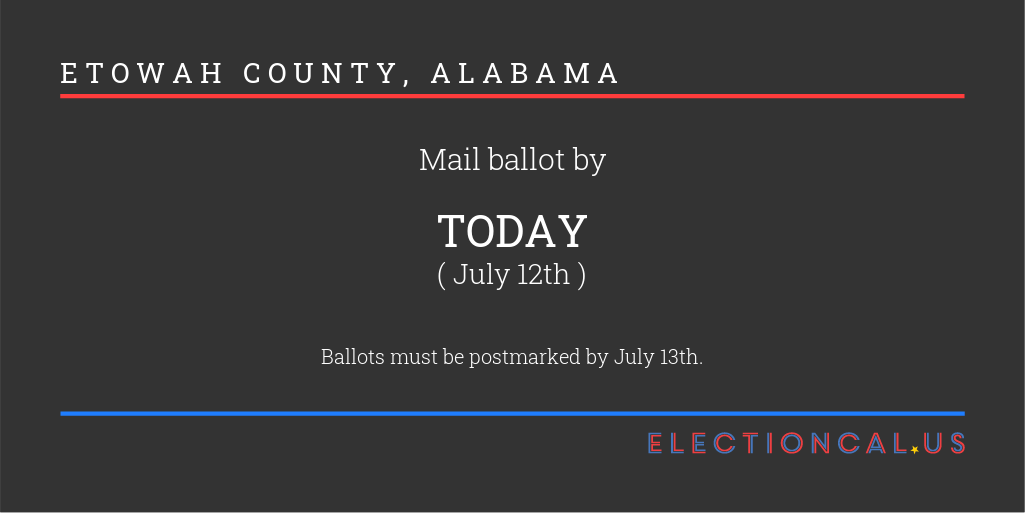 ETOWAH COUNTY, ALABAMA
Mail ballot by
TODAY
( July 12th )
Ballots must be postmarked by July 13th.
ELECTIONCAL.US